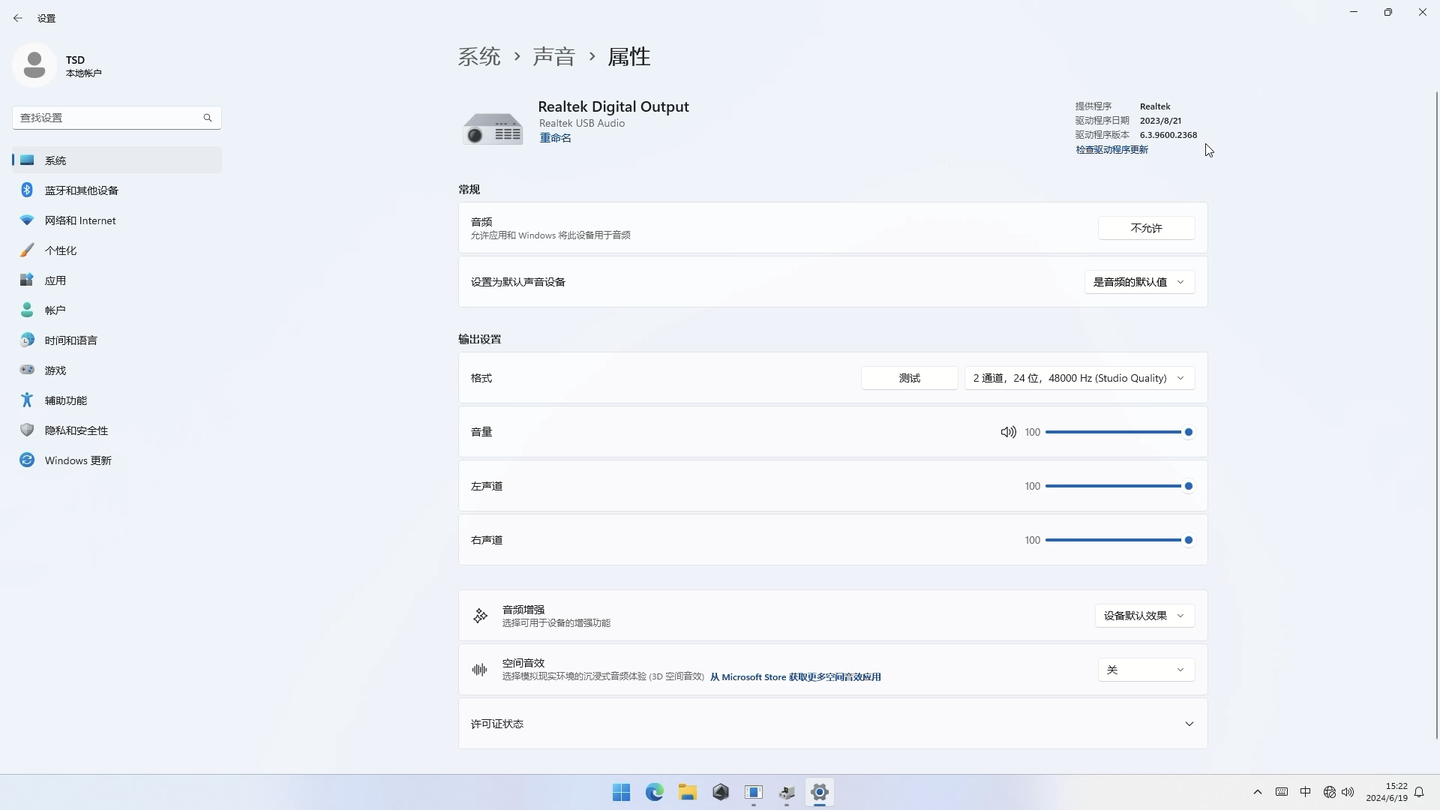 设置
TSD
本地帐户
查找设置
系统
蓝牙和其他设备
网络和 Internet
个性化
应用
帐户
时间和语言
游戏
辅助功能
隐私和安全性
Windows 更新
系统 › 声音 › 属性
Realtek Digital Output
Realtek USB Audio
重命名
提供程序 Realtek
驱动程序日期 2023/8/21
驱动程序版本 6.3.9600.2368
检查驱动程序更新
常规
音频
允许应用和 Windows 将此设备用于音频
不允许
设置为默认声音设备
是音频的默认值
输出设置
格式
测试
2 通道，24 位，48000 Hz (Studio Quality)
音量
100
左声道
100
右声道
100
音频增强
选择可用于设备的增强功能
设备默认效果
空间音效
选择模拟现实环境的沉浸式音频体验 (3D 空间音效) 从 Microsoft Store 获取更多空间音效应用
关
许可证状态
中
15:22
2024/6/19